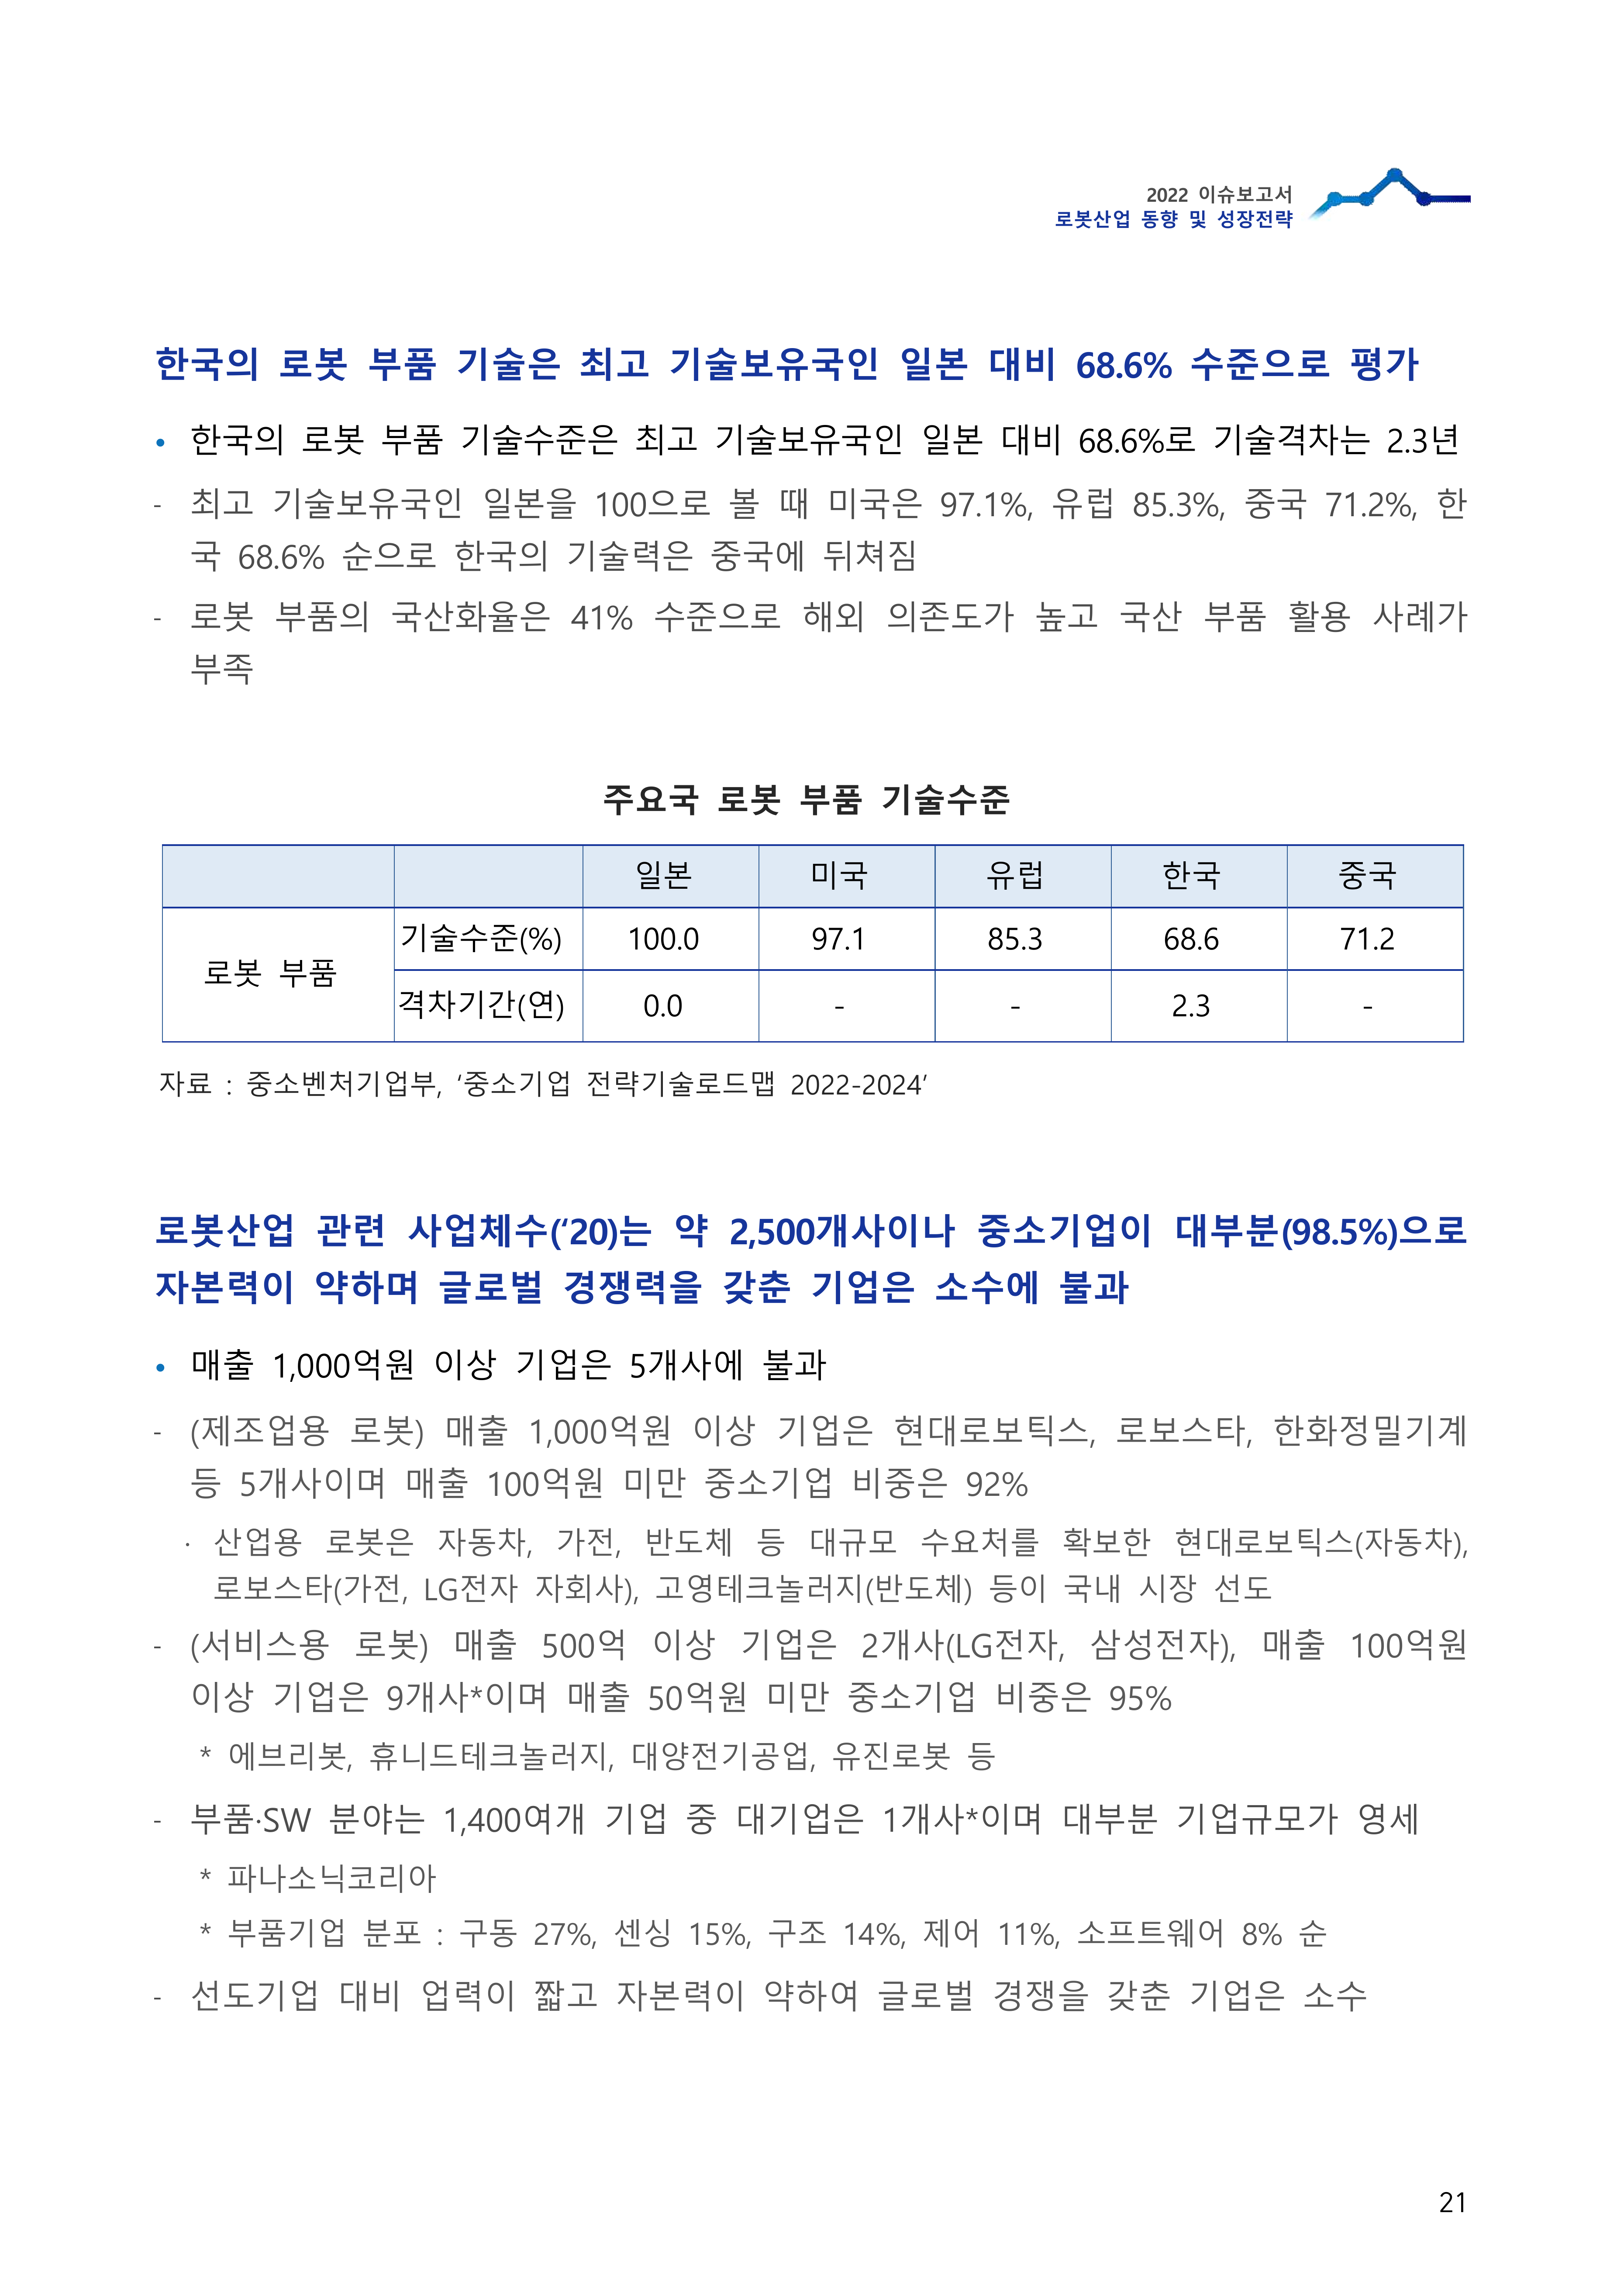 2022 이슈보고서
로봇산업 동향 및 성장전략
한국의 로봇 부품 기술은 최고 기술보유국인 일본 대비 68.6% 수준으로 평가
• 한국의 로봇 부품 기술수준은 최고 기술보유국인 일본 대비 68.6%로 기술격차는 2.3년
- 최고 기술보유국인 일본을 100으로 볼 때 미국은 97.1%, 유럽 85.3%, 중국 71.2%, 한
국 68.6% 순으로 한국의 기술력은 중국에 뒤쳐짐
- 로봇 부품의 국산화율은 41% 수준으로 해외 의존도가 높고 국산 부품 활용 사례가
부족
주요국 로봇 부품 기술수준
일본 미국 유럽 한국 중국
로봇 부품
기술수준(%) 100.0 97.1 85.3 68.6 71.2
격차기간(연) 0.0 - - 2.3 -
자료 : 중소벤처기업부, ‘중소기업 전략기술로드맵 2022-2024’
로봇산업 관련 사업체수(‘20)는 약 2,500개사이나 중소기업이 대부분(98.5%)으로
자본력이 약하며 글로벌 경쟁력을 갖춘 기업은 소수에 불과
• 매출 1,000억원 이상 기업은 5개사에 불과
- (제조업용 로봇) 매출 1,000억원 이상 기업은 현대로보틱스, 로보스타, 한화정밀기계
등 5개사이며 매출 100억원 미만 중소기업 비중은 92%
· 산업용 로봇은 자동차, 가전, 반도체 등 대규모 수요처를 확보한 현대로보틱스(자동차),
로보스타(가전, LG전자 자회사), 고영테크놀러지(반도체) 등이 국내 시장 선도
- (서비스용 로봇) 매출 500억 이상 기업은 2개사(LG전자, 삼성전자), 매출 100억원
이상 기업은 9개사*이며 매출 50억원 미만 중소기업 비중은 95%
* 에브리봇, 휴니드테크놀러지, 대양전기공업, 유진로봇 등
- 부품·SW 분야는 1,400여개 기업 중 대기업은 1개사*이며 대부분 기업규모가 영세
* 파나소닉코리아
* 부품기업 분포 : 구동 27%, 센싱 15%, 구조 14%, 제어 11%, 소프트웨어 8% 순
- 선도기업 대비 업력이 짧고 자본력이 약하여 글로벌 경쟁을 갖춘 기업은 소수
21